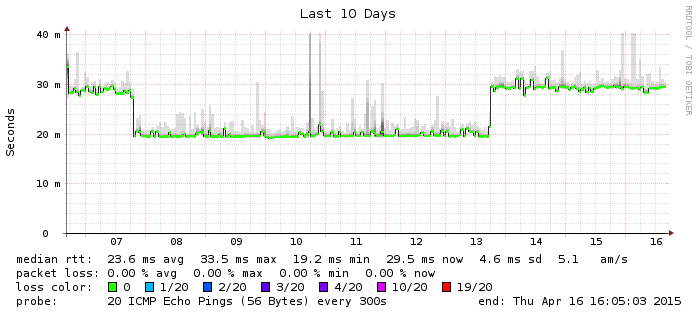 Last 10 Days
RRDTOOL / TOBI OETIKER
Seconds
40 m
30 m
20 m
10 m
0
07 08 09 10 11 12 13 14 15 16
median rtt: 23.6 ms avg 33.5 ms max 19.2 ms min 29.5 ms now 4.6 ms sd 5.1 am/s
packet loss: 0.00 % avg 0.00 % max 0.00 % min 0.00 % now
loss color: 0 1/20 2/20 3/20 4/20 10/20 19/20
probe: 20 ICMP Echo Pings (56 Bytes) every 300s end: Thu Apr 16 16:05:03 2015